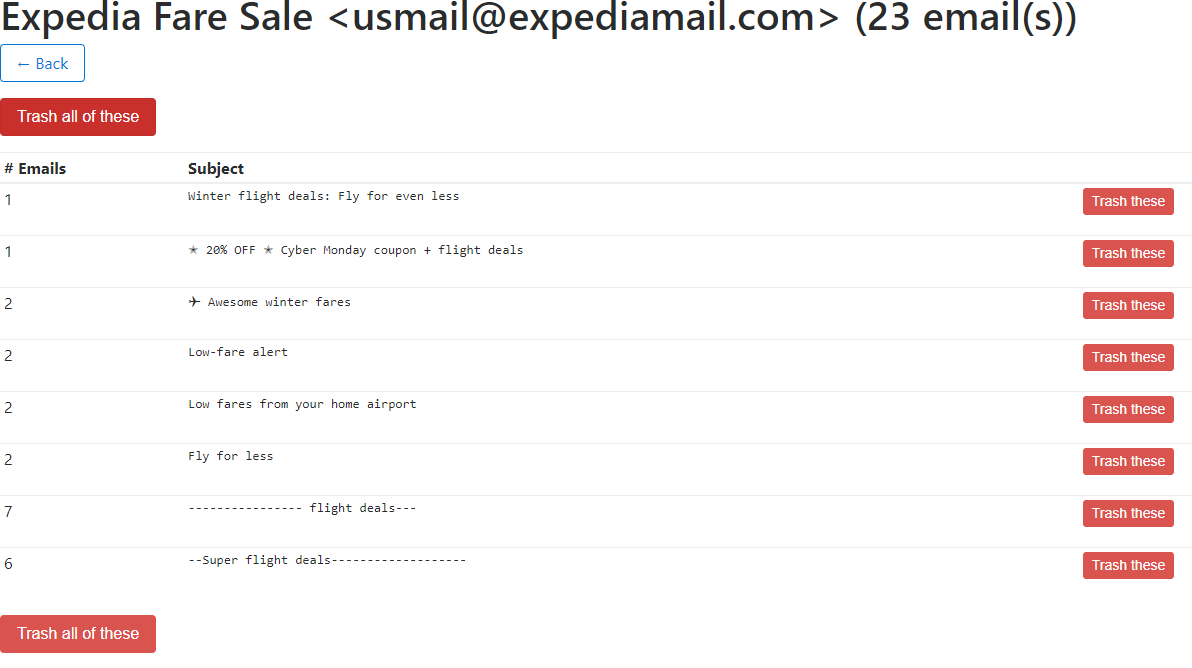 Expedia Fare Sale <usmail@expediamail.com> (23 email(s))
← Back
Trash all of these
# Emails Subject
1 Winter flight deals: Fly for even less Trash these
1 ✭ 20% OFF ✭ Cyber Monday coupon + flight deals Trash these
2 ✈ Awesome winter fares Trash these
2 Low-fare alert Trash these
2 Low fares from your home airport Trash these
2 Fly for less Trash these
7 ---------------- flight deals--- Trash these
6 --Super flight deals------------------- Trash these
Trash all of these